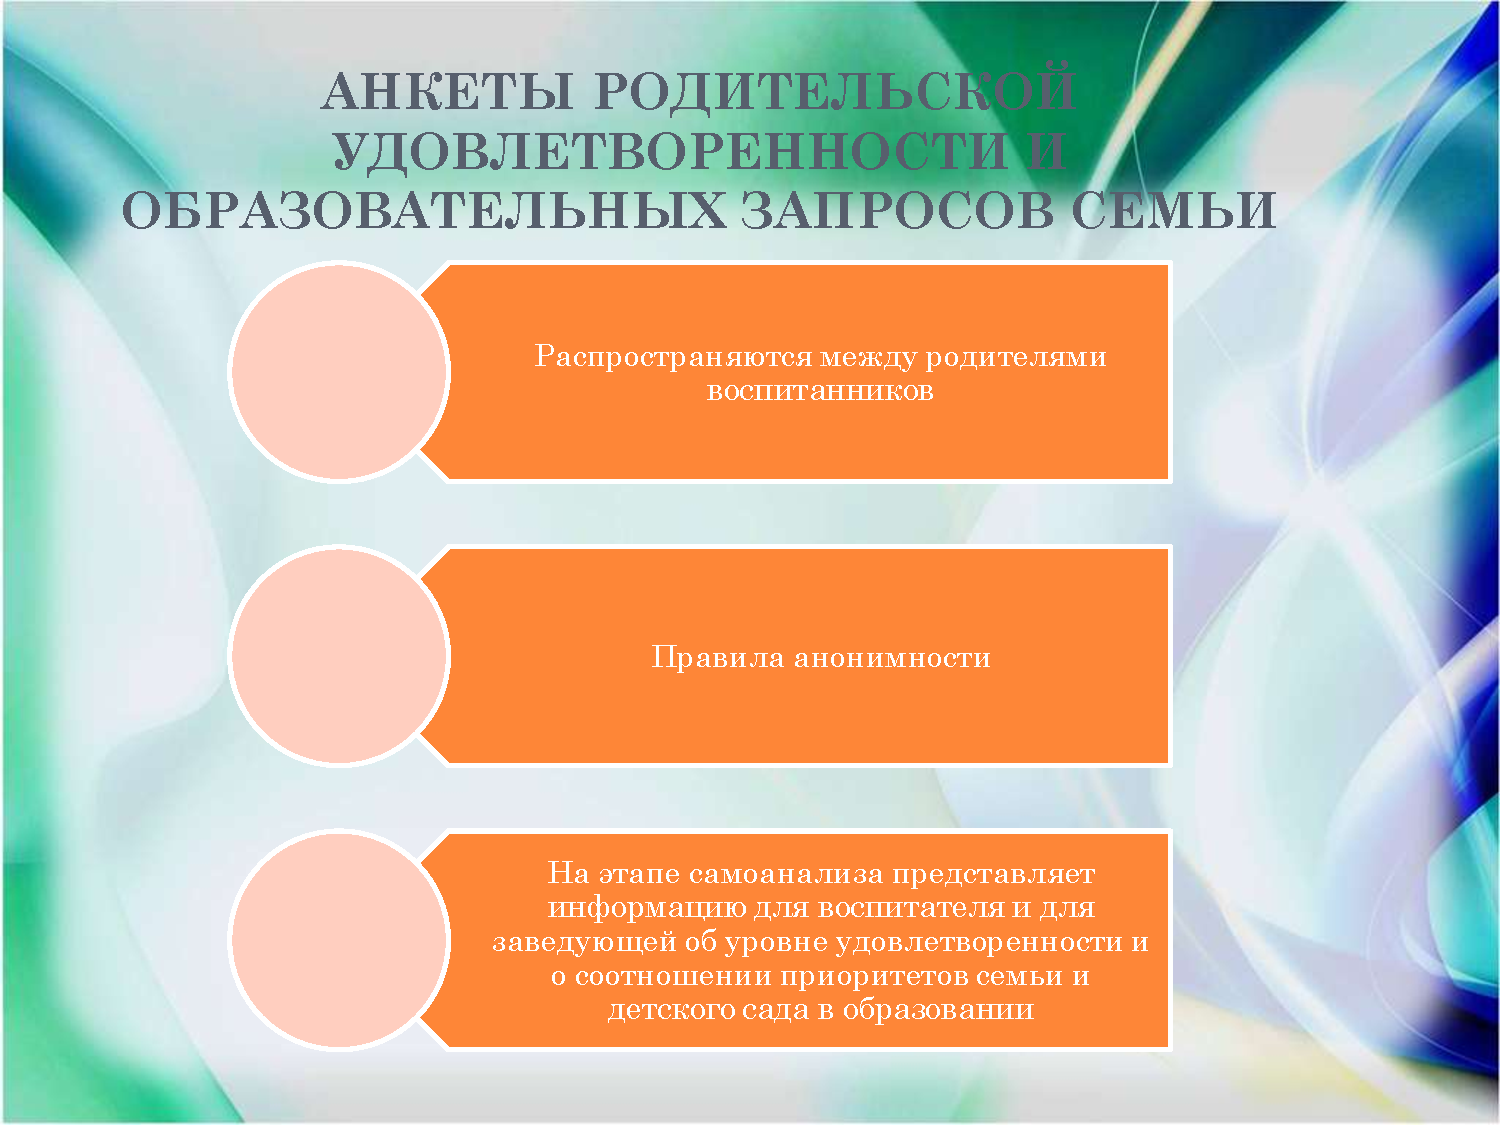 АНКЕТЫ РОДИТЕЛЬСКОЙ
УДОВЛЕТВОРЕННОСТИ И
ОБРАЗОВАТЕЛЬНЫХ ЗАПРОСОВ СЕМЬИ
Распространяются между родителями
воспитанников
Правила анонимности
На этапе самоанализа представляет
информацию для воспитателя и для
заведующей об уровне удовлетворенности и
о соотношении приоритетов семьи и
детского сада в образовании